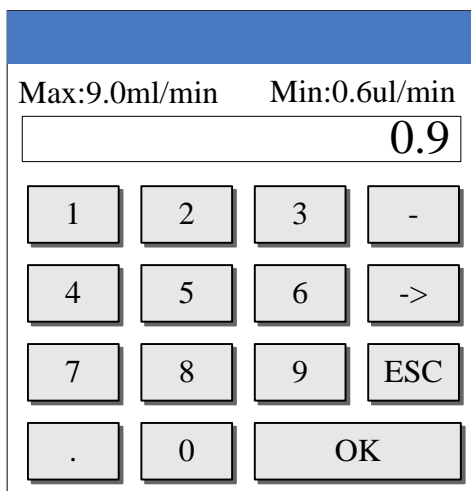 Max:9.0ml/min Min:0.6ul/min
0.9
1 2 3 -
4 5 6 ->
7 8 9 ESC
. 0 OK